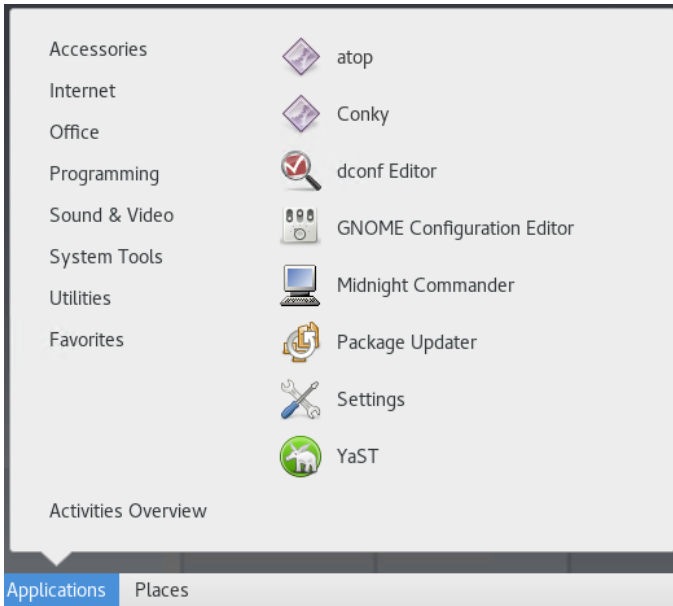 Accessories
Internet
Office
Programming
Sound & Video
System Tools
Utilities
Favorites
Activities Overview
atop
Conky
dconf Editor
GNOME Configuration Editor
Midnight Commander
Package Updater
Settings
YaST
Applications Places